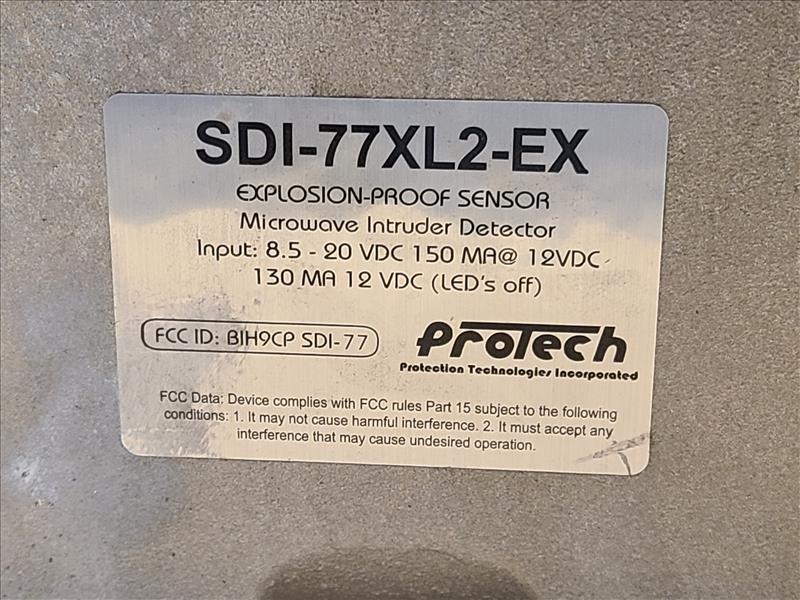 SDI-77XL2-EX
EXPLOSION-PROOF SENSOR
Microwave Intruder Detector
Input: 8.5 - 20 VDC 150 MA@ 12VDC
130 MA 12 VDC (LED's off)
FCC ID: BIH9CP SDI-77
ProTech
Protection Technologies Incorporated
FCC Data: Device complies with FCC rules Part 15 subject to the following
conditions: 1. It may not cause harmful interference. 2. It must accept any
interference that may cause undesired operation.